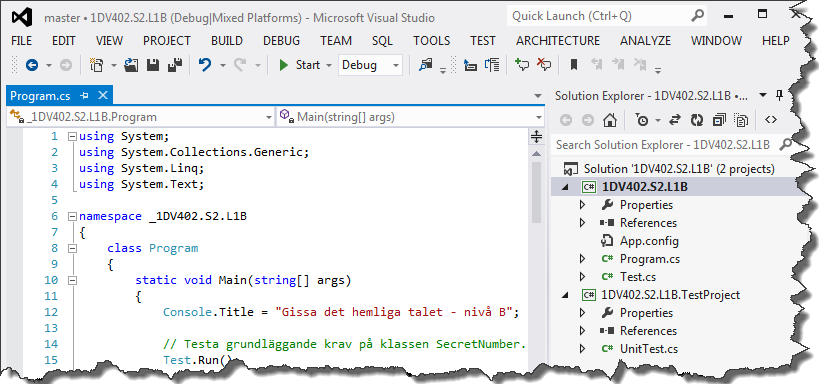 master • 1DV402.S2.L1B (Debug|Mixed Platforms) - Microsoft Visual Studio
Quick Launch (Ctrl+Q)
FILE EDIT VIEW PROJECT BUILD DEBUG TEAM SQL TOOLS TEST ARCHITECTURE ANALYZE WINDOW HELP
Start Debug
Program.cs
_1DV402.S2.L1B.Program
Main(string[] args)
1 using System;
2 using System.Collections.Generic;
3 using System.Linq;
4 using System.Text;
5
6 namespace _1DV402.S2.L1B
7 {
8 class Program
9 {
10 static void Main(string[] args)
11 {
12 Console.Title = "Gissa det hemliga talet - nivå B";
13
14 // Testa grundläggande krav på klassen SecretNumber.
15 Test.Run()
Solution Explorer - 1DV402.S2.L1B •...
Search Solution Explorer - 1DV402.S2.L1B
Solution '1DV402.S2.L1B' (2 projects)
C# 1DV402.S2.L1B
Properties
References
App.config
C# Program.cs
C# Test.cs
C# 1DV402.S2.L1B.TestProject
Properties
References
C# UnitTest.cs